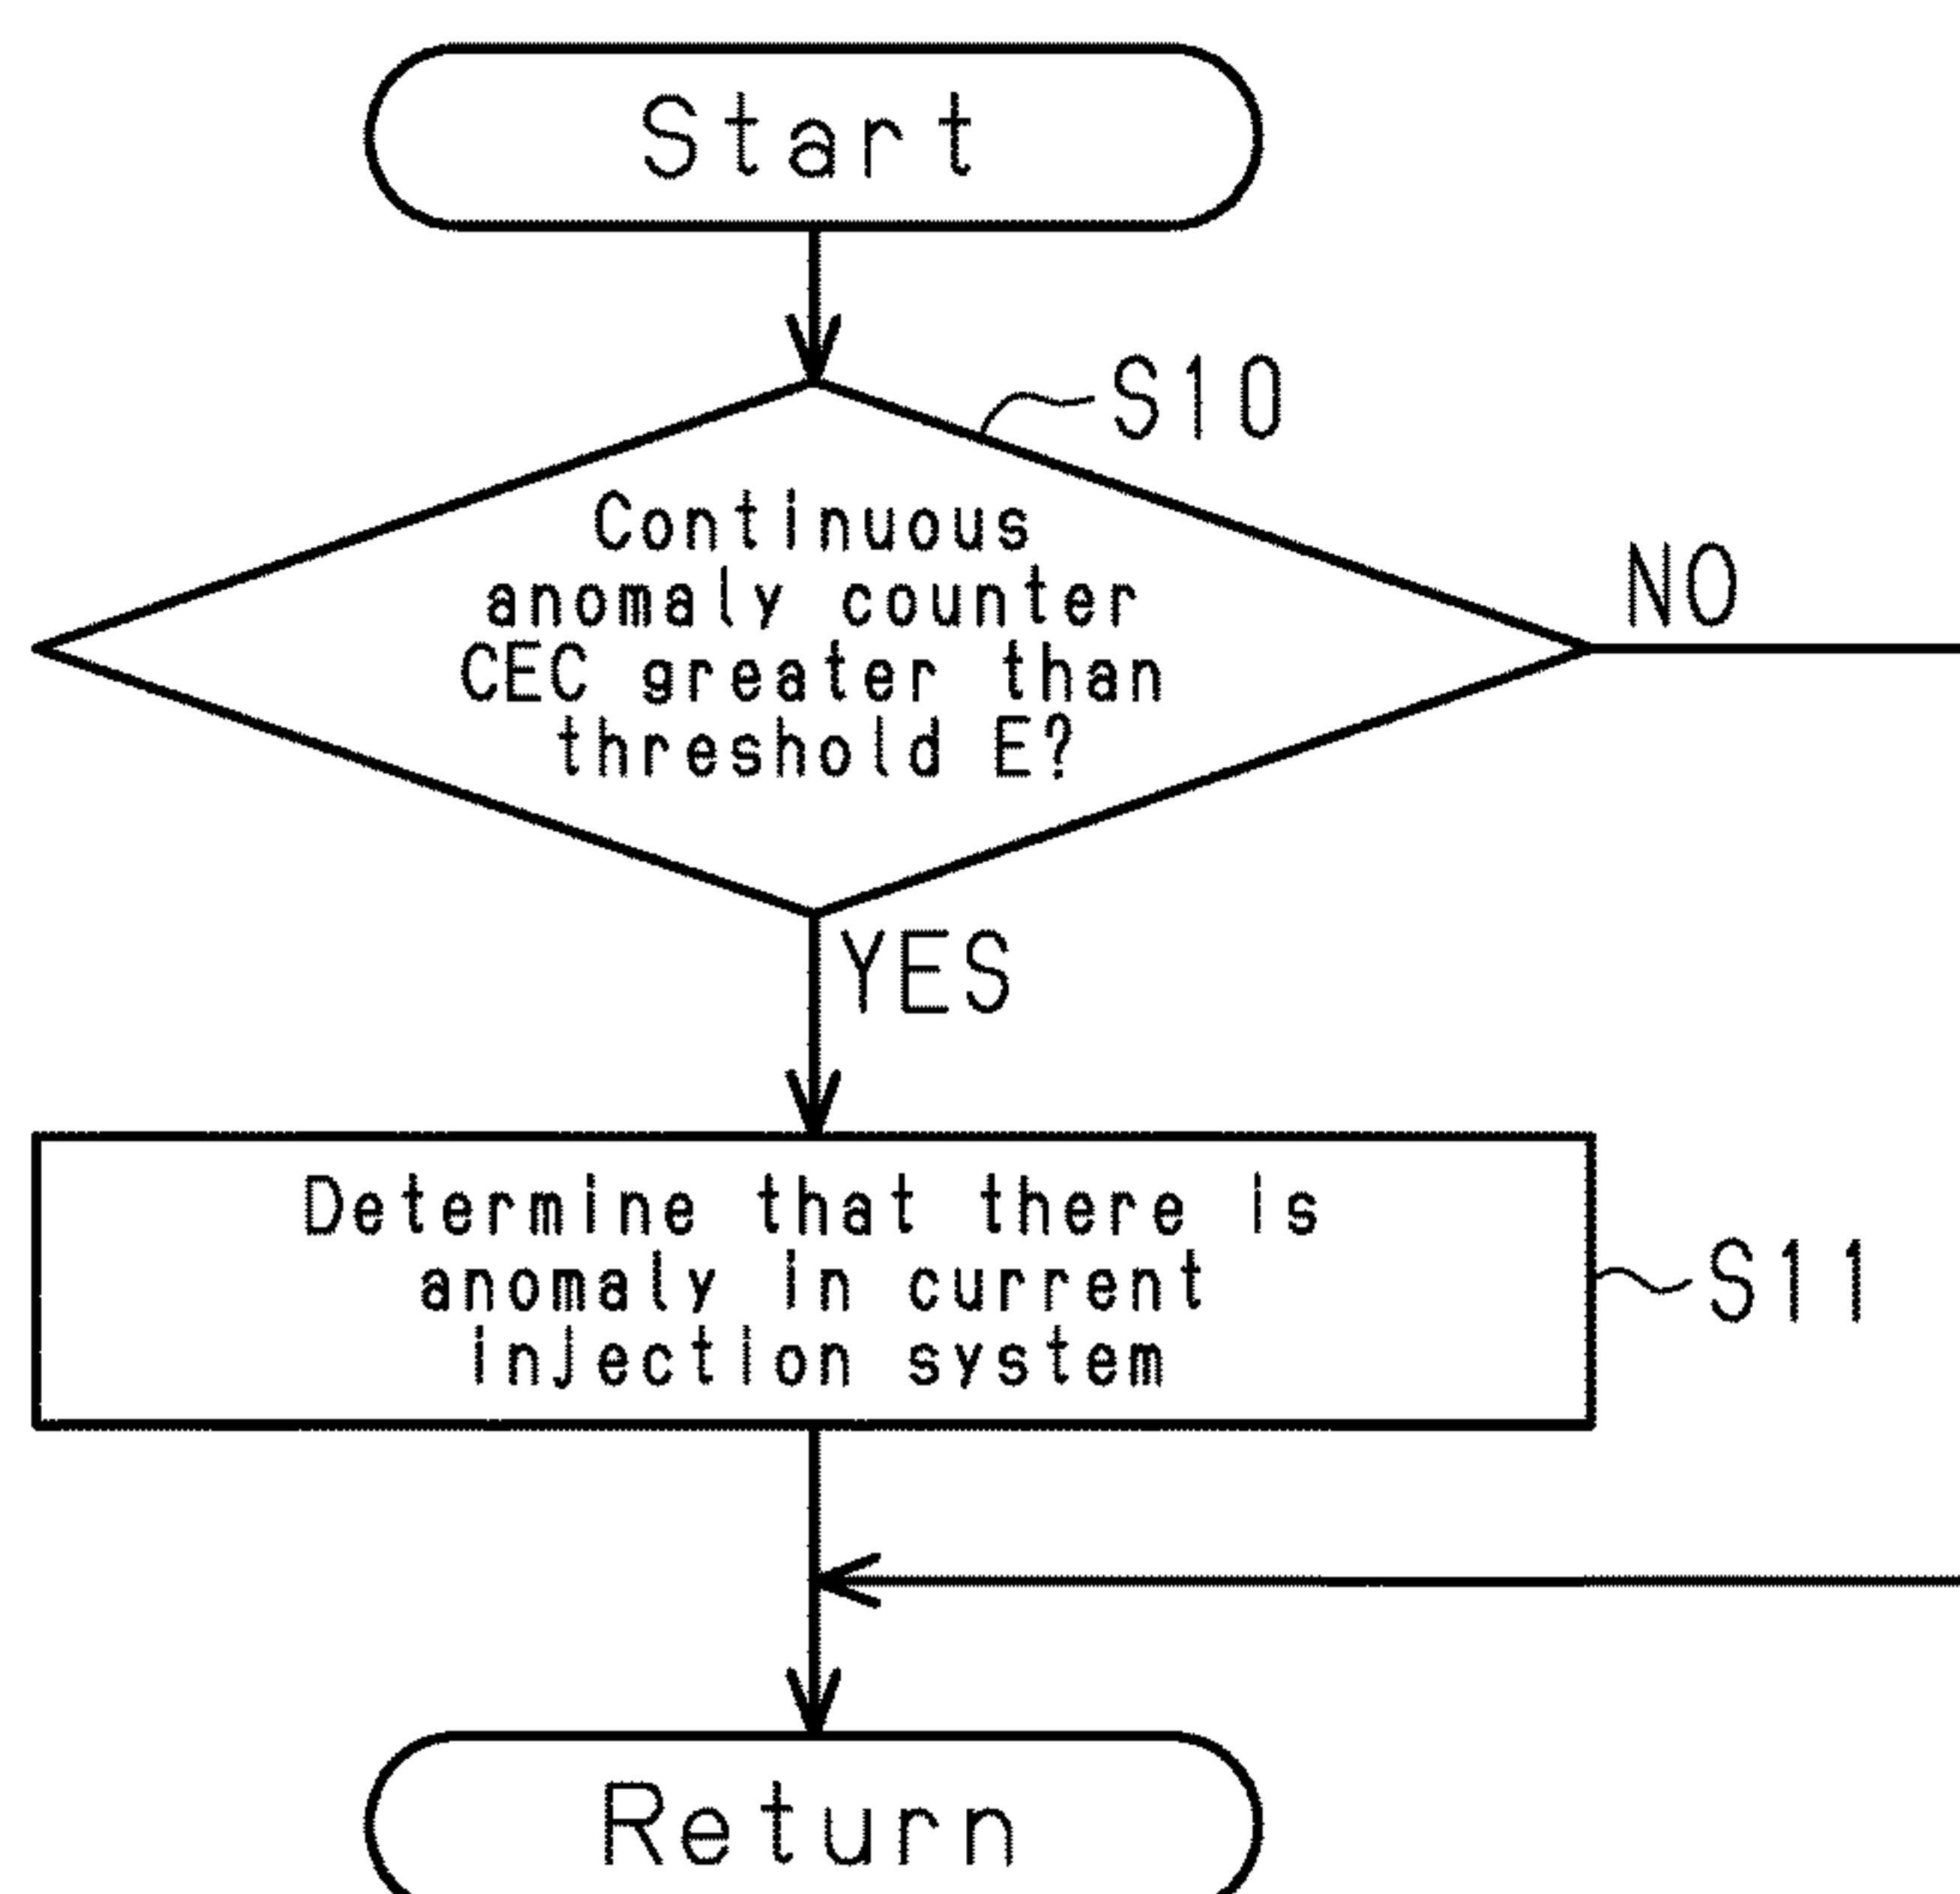 Start
S10
Continuous
anomaly counter
CEC greater than
threshold E?
NO
YES
Determine that there is
anomaly in current
injection system
S11
Return